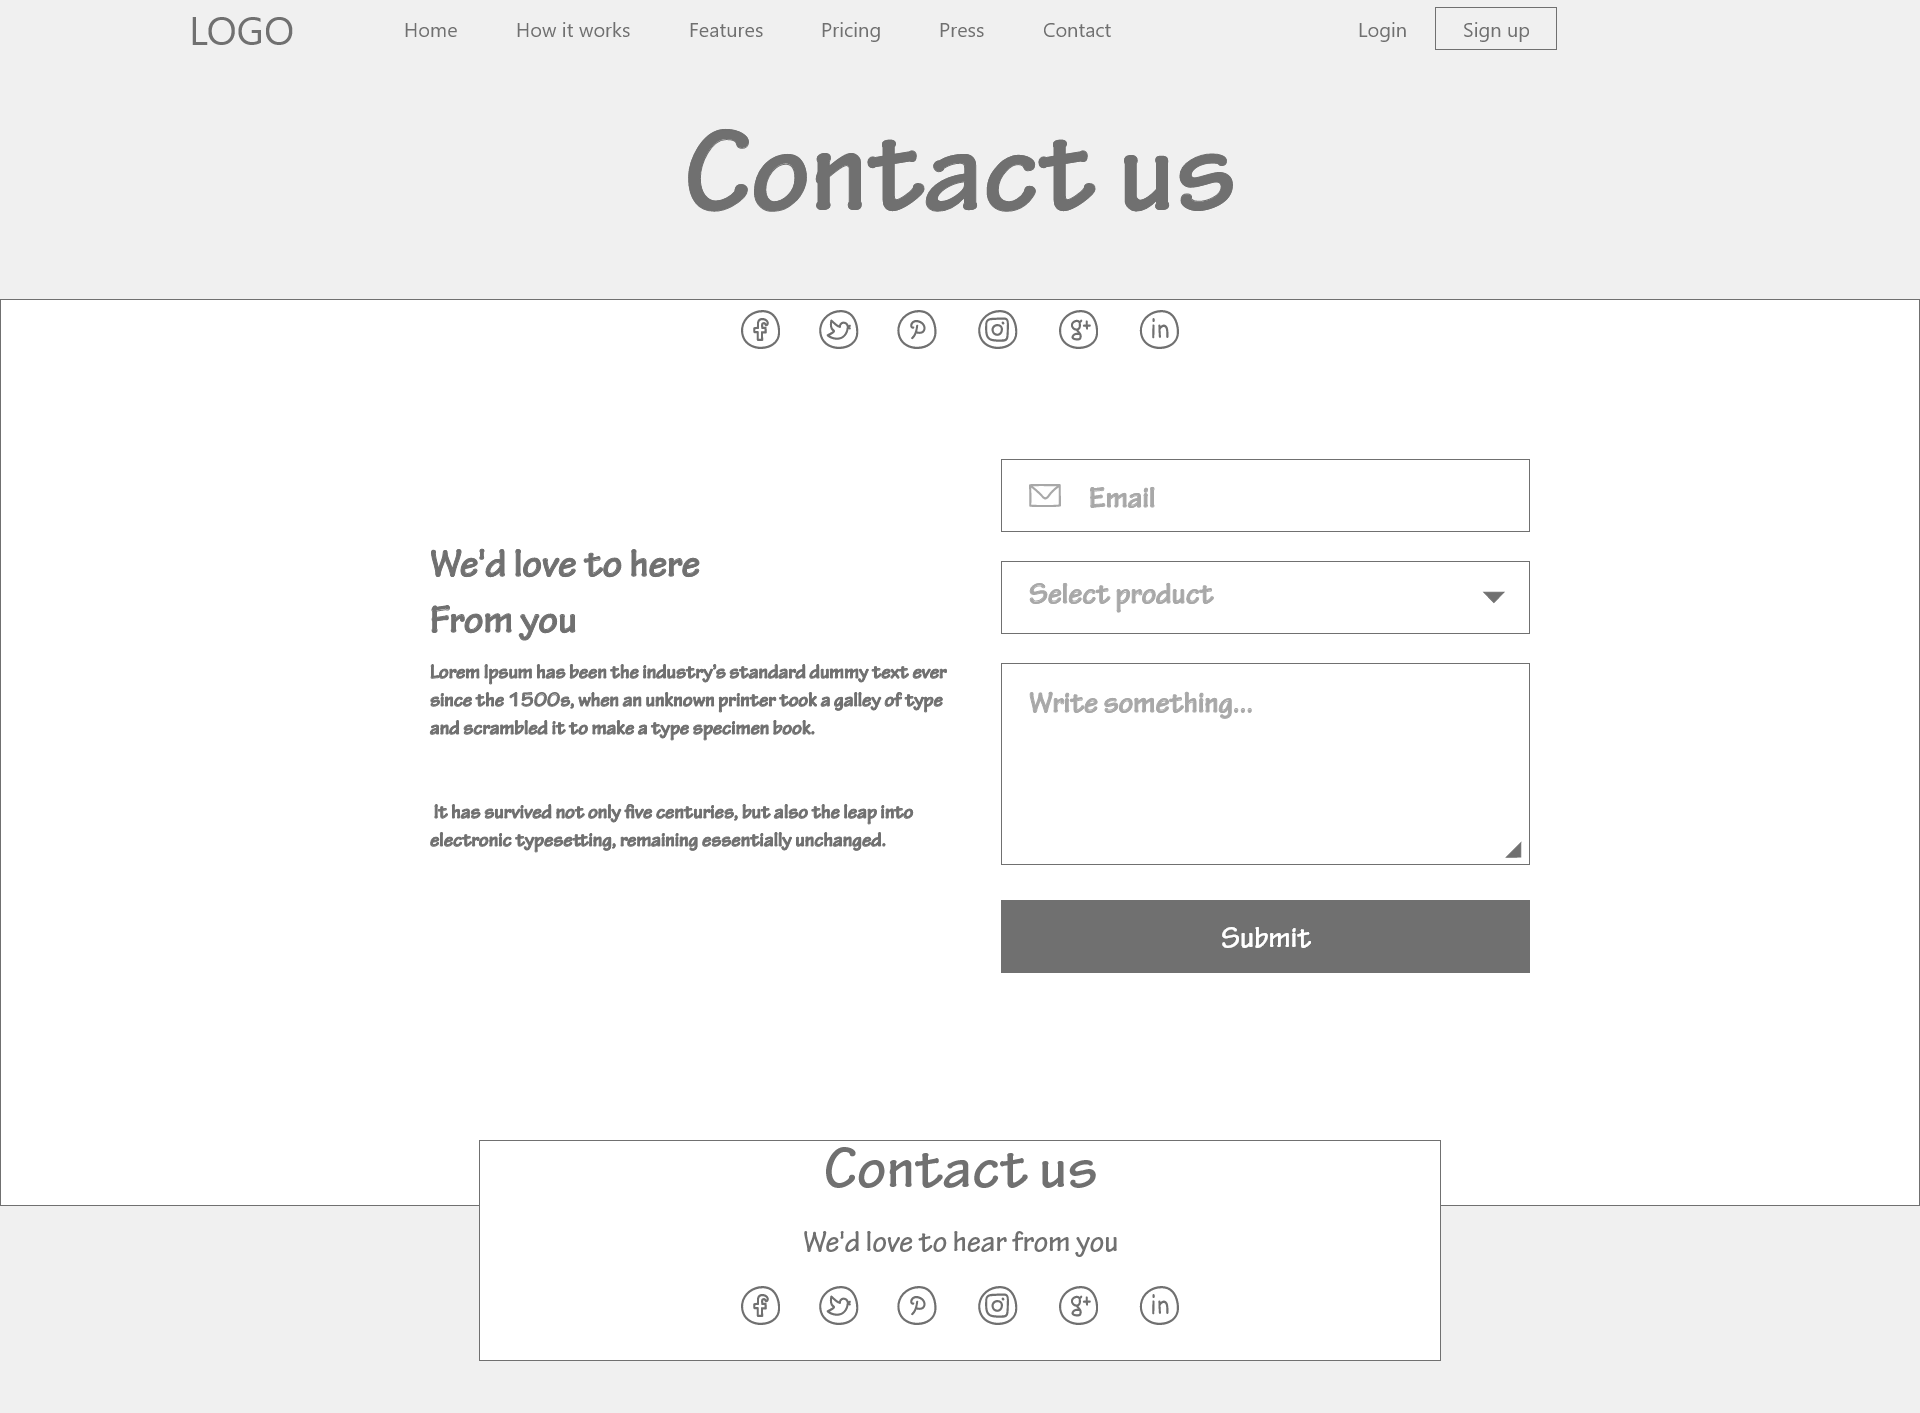 LOGO Home How it works Features Pricing Press Contact Login Sign up
Contact us
Email
Select product
Write something...
Submit
We'd love to here
From you
Lorem Ipsum has been the industry's standard dummy text ever
since the 1500s, when an unknown printer took a galley of type
and scrambled it to make a type specimen book.
It has survived not only five centuries, but also the leap into
electronic typesetting, remaining essentially unchanged.
Contact us
We'd love to hear from you